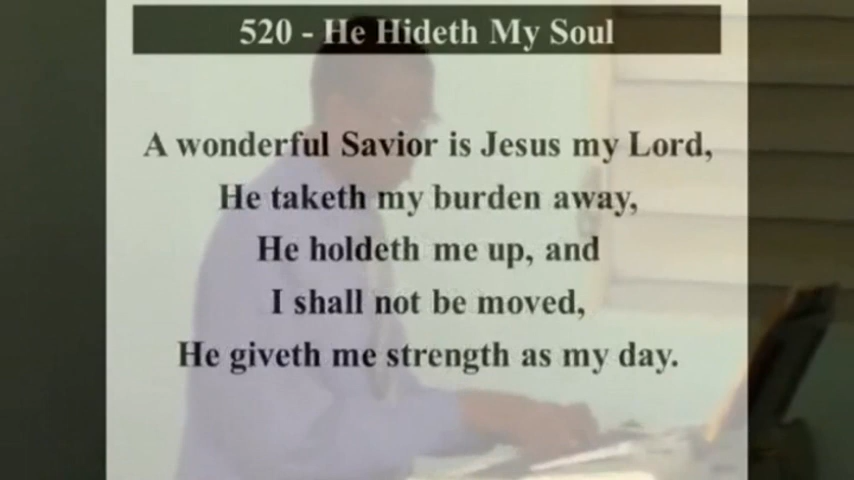 520 - He Hideth My Soul
A wonderful Savior is Jesus my Lord,
He taketh my burden away,
He holdeth me up, and
I shall not be moved,
He giveth me strength as my day.